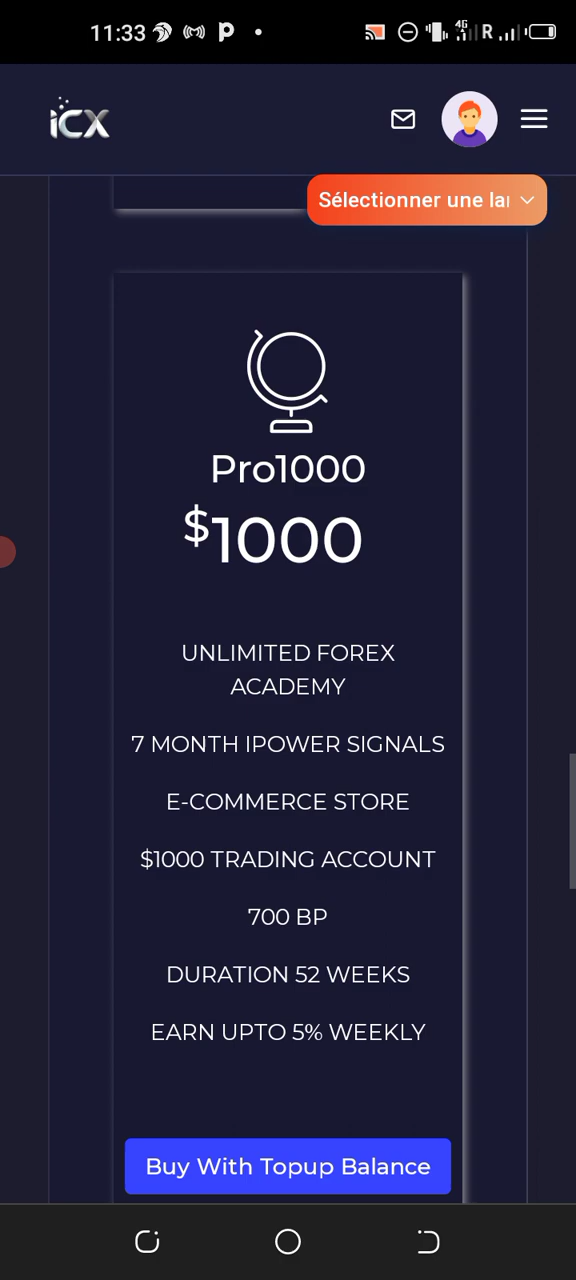 11:33
4G R
iCX
Sélectionner une la
Pro1000
$1000
UNLIMITED FOREX
ACADEMY
7 MONTH IPOWER SIGNALS
E-COMMERCE STORE
$1000 TRADING ACCOUNT
700 BP
DURATION 52 WEEKS
EARN UPTO 5% WEEKLY
Buy With Topup Balance